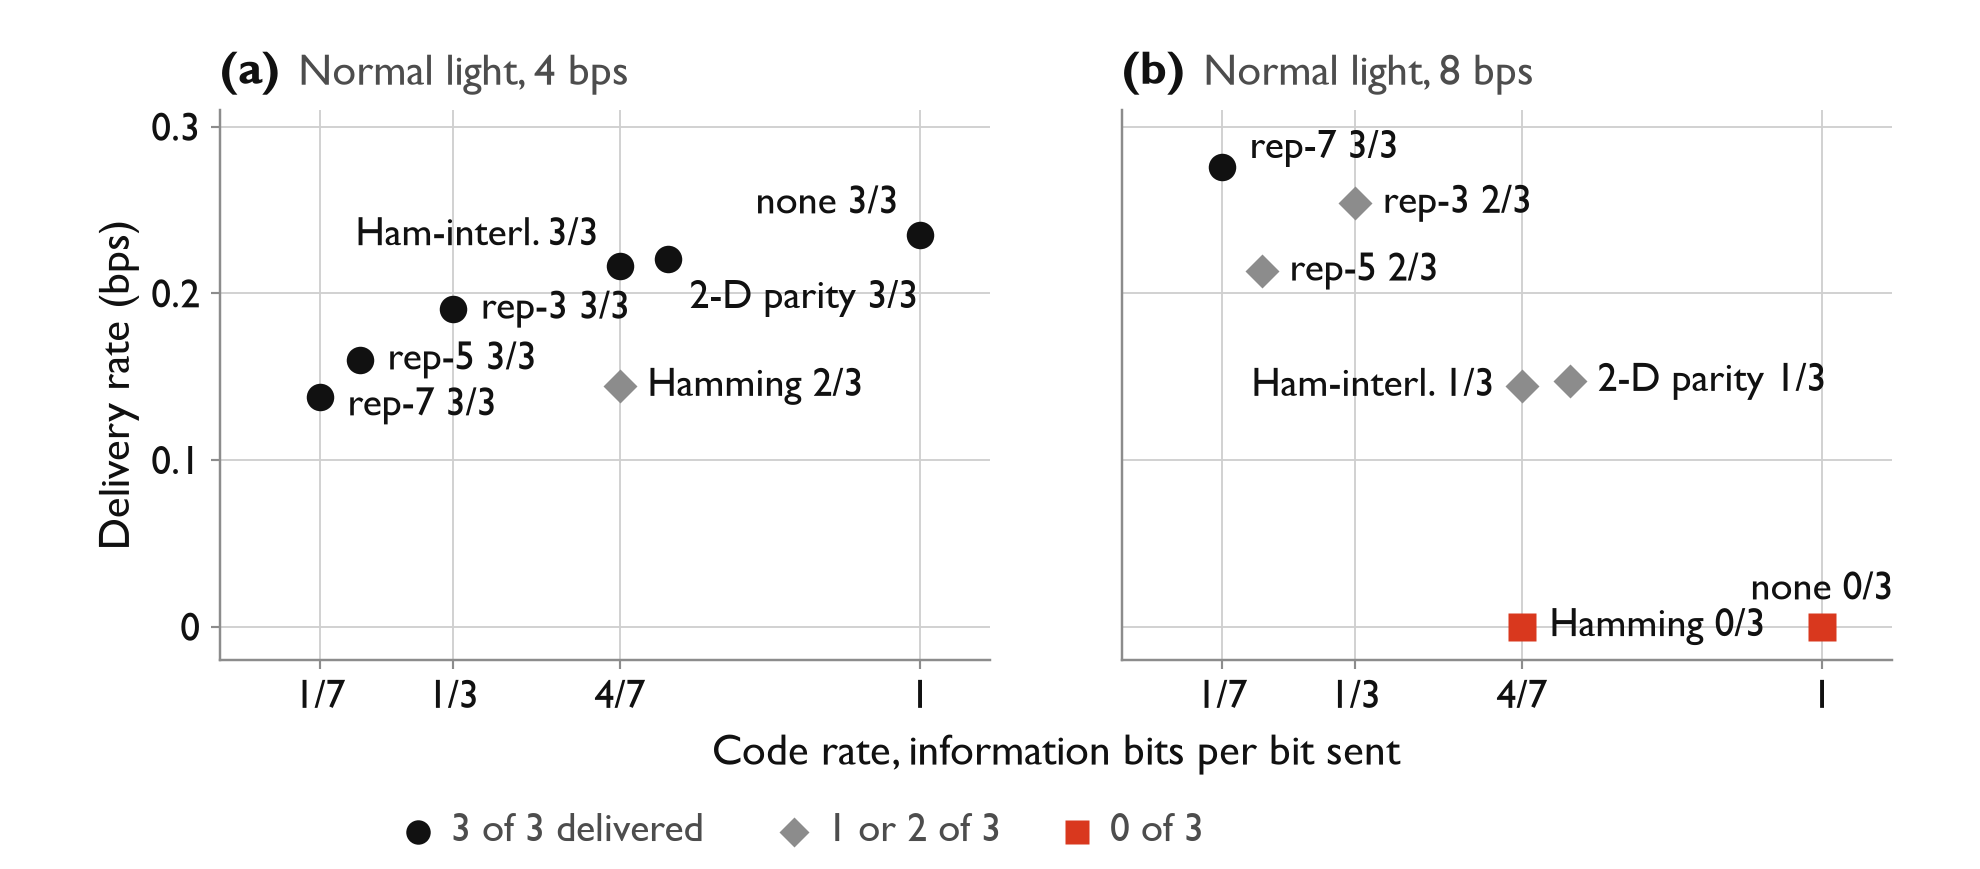 (a) Normal light, 4 bps
Delivery rate (bps)
0.3
0.2
0.1
0
none 3/3
Ham-interl. 3/3
2-D parity 3/3
rep-3 3/3
rep-5 3/3
Hamming 2/3
rep-7 3/3
1/7
1/3
4/7
1
(b) Normal light, 8 bps
rep-7 3/3
rep-3 2/3
rep-5 2/3
Ham-interl. 1/3
2-D parity 1/3
none 0/3
Hamming 0/3
1/7
1/3
4/7
1
Code rate, information bits per bit sent
3 of 3 delivered
1 or 2 of 3
0 of 3